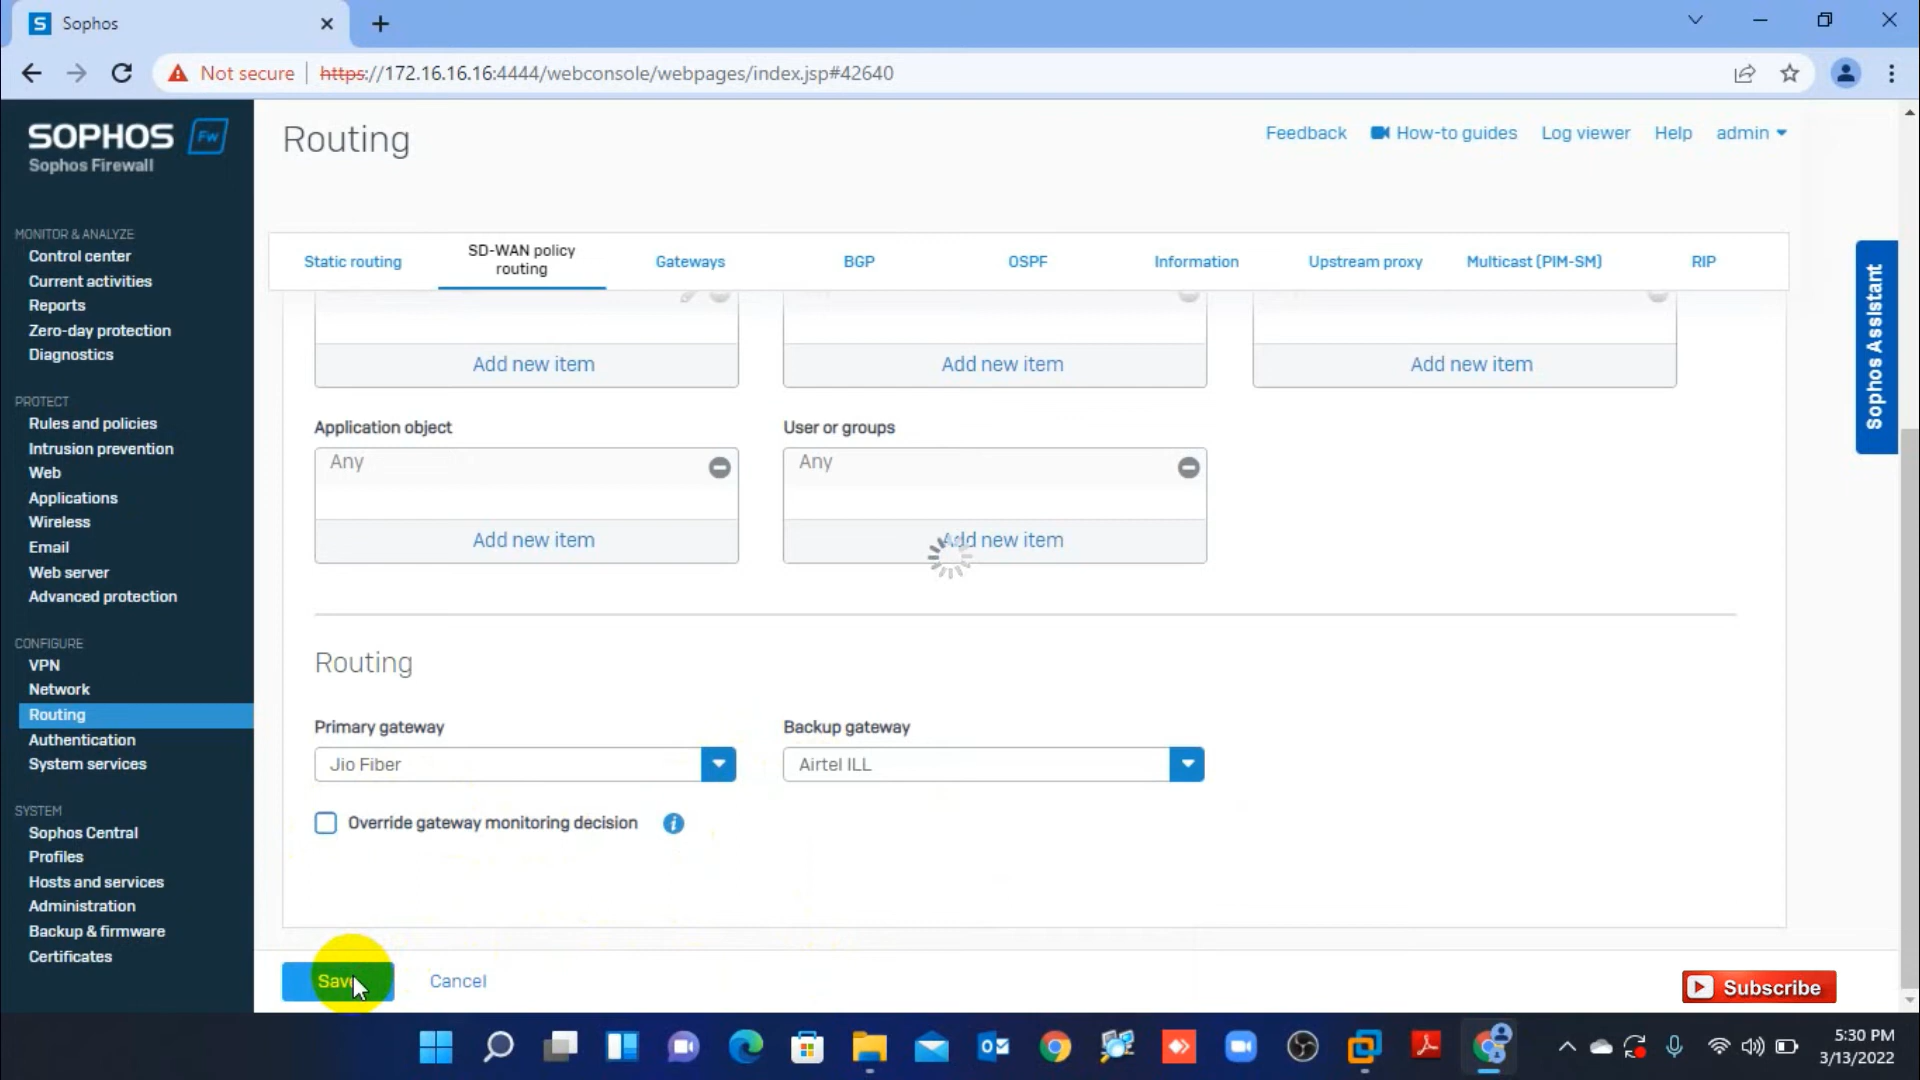 Sophos
Not secure
https://172.16.16.16:4444/webconsole/webpages/index.jsp#42640
SOPHOS
Fw
Sophos Firewall
MONITOR & ANALYZE
Control center
Current activities
Reports
Zero-day protection
Diagnostics
PROTECT
Rules and policies
Intrusion prevention
Web
Applications
Wireless
Email
Web server
Advanced protection
CONFIGURE
VPN
Network
Routing
Authentication
System services
SYSTEM
Sophos Central
Profiles
Hosts and services
Administration
Backup & firmware
Certificates
Routing
Feedback
How-to guides
Log viewer
Help
admin
Static routing
SD-WAN policy
routing
Gateways
BGP
OSPF
Information
Upstream proxy
Multicast (PIM-SM)
RIP
Add new item
Add new item
Add new item
Application object
User or groups
Any
Any
Add new item
Add new item
Routing
Primary gateway
Backup gateway
Jio Fiber
Airtel ILL
Override gateway monitoring decision
Save
Cancel
Sophos Assistant
Subscribe
5:30 PM
3/13/2022